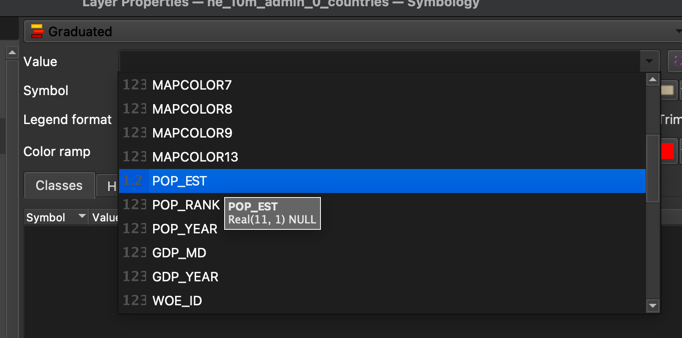 Layer Properties — ne_10m_admin_0_countries — Symbology
Graduated
Value
Symbol
Legend format
Trim
Color ramp
Classes H
Symbol Value
123 MAPCOLOR7
123 MAPCOLOR8
123 MAPCOLOR9
123 MAPCOLOR13
1.2 POP_EST
123 POP_RANK
123 POP_YEAR
123 GDP_MD
123 GDP_YEAR
123 WOE_ID
POP_EST
Real(11, 1) NULL